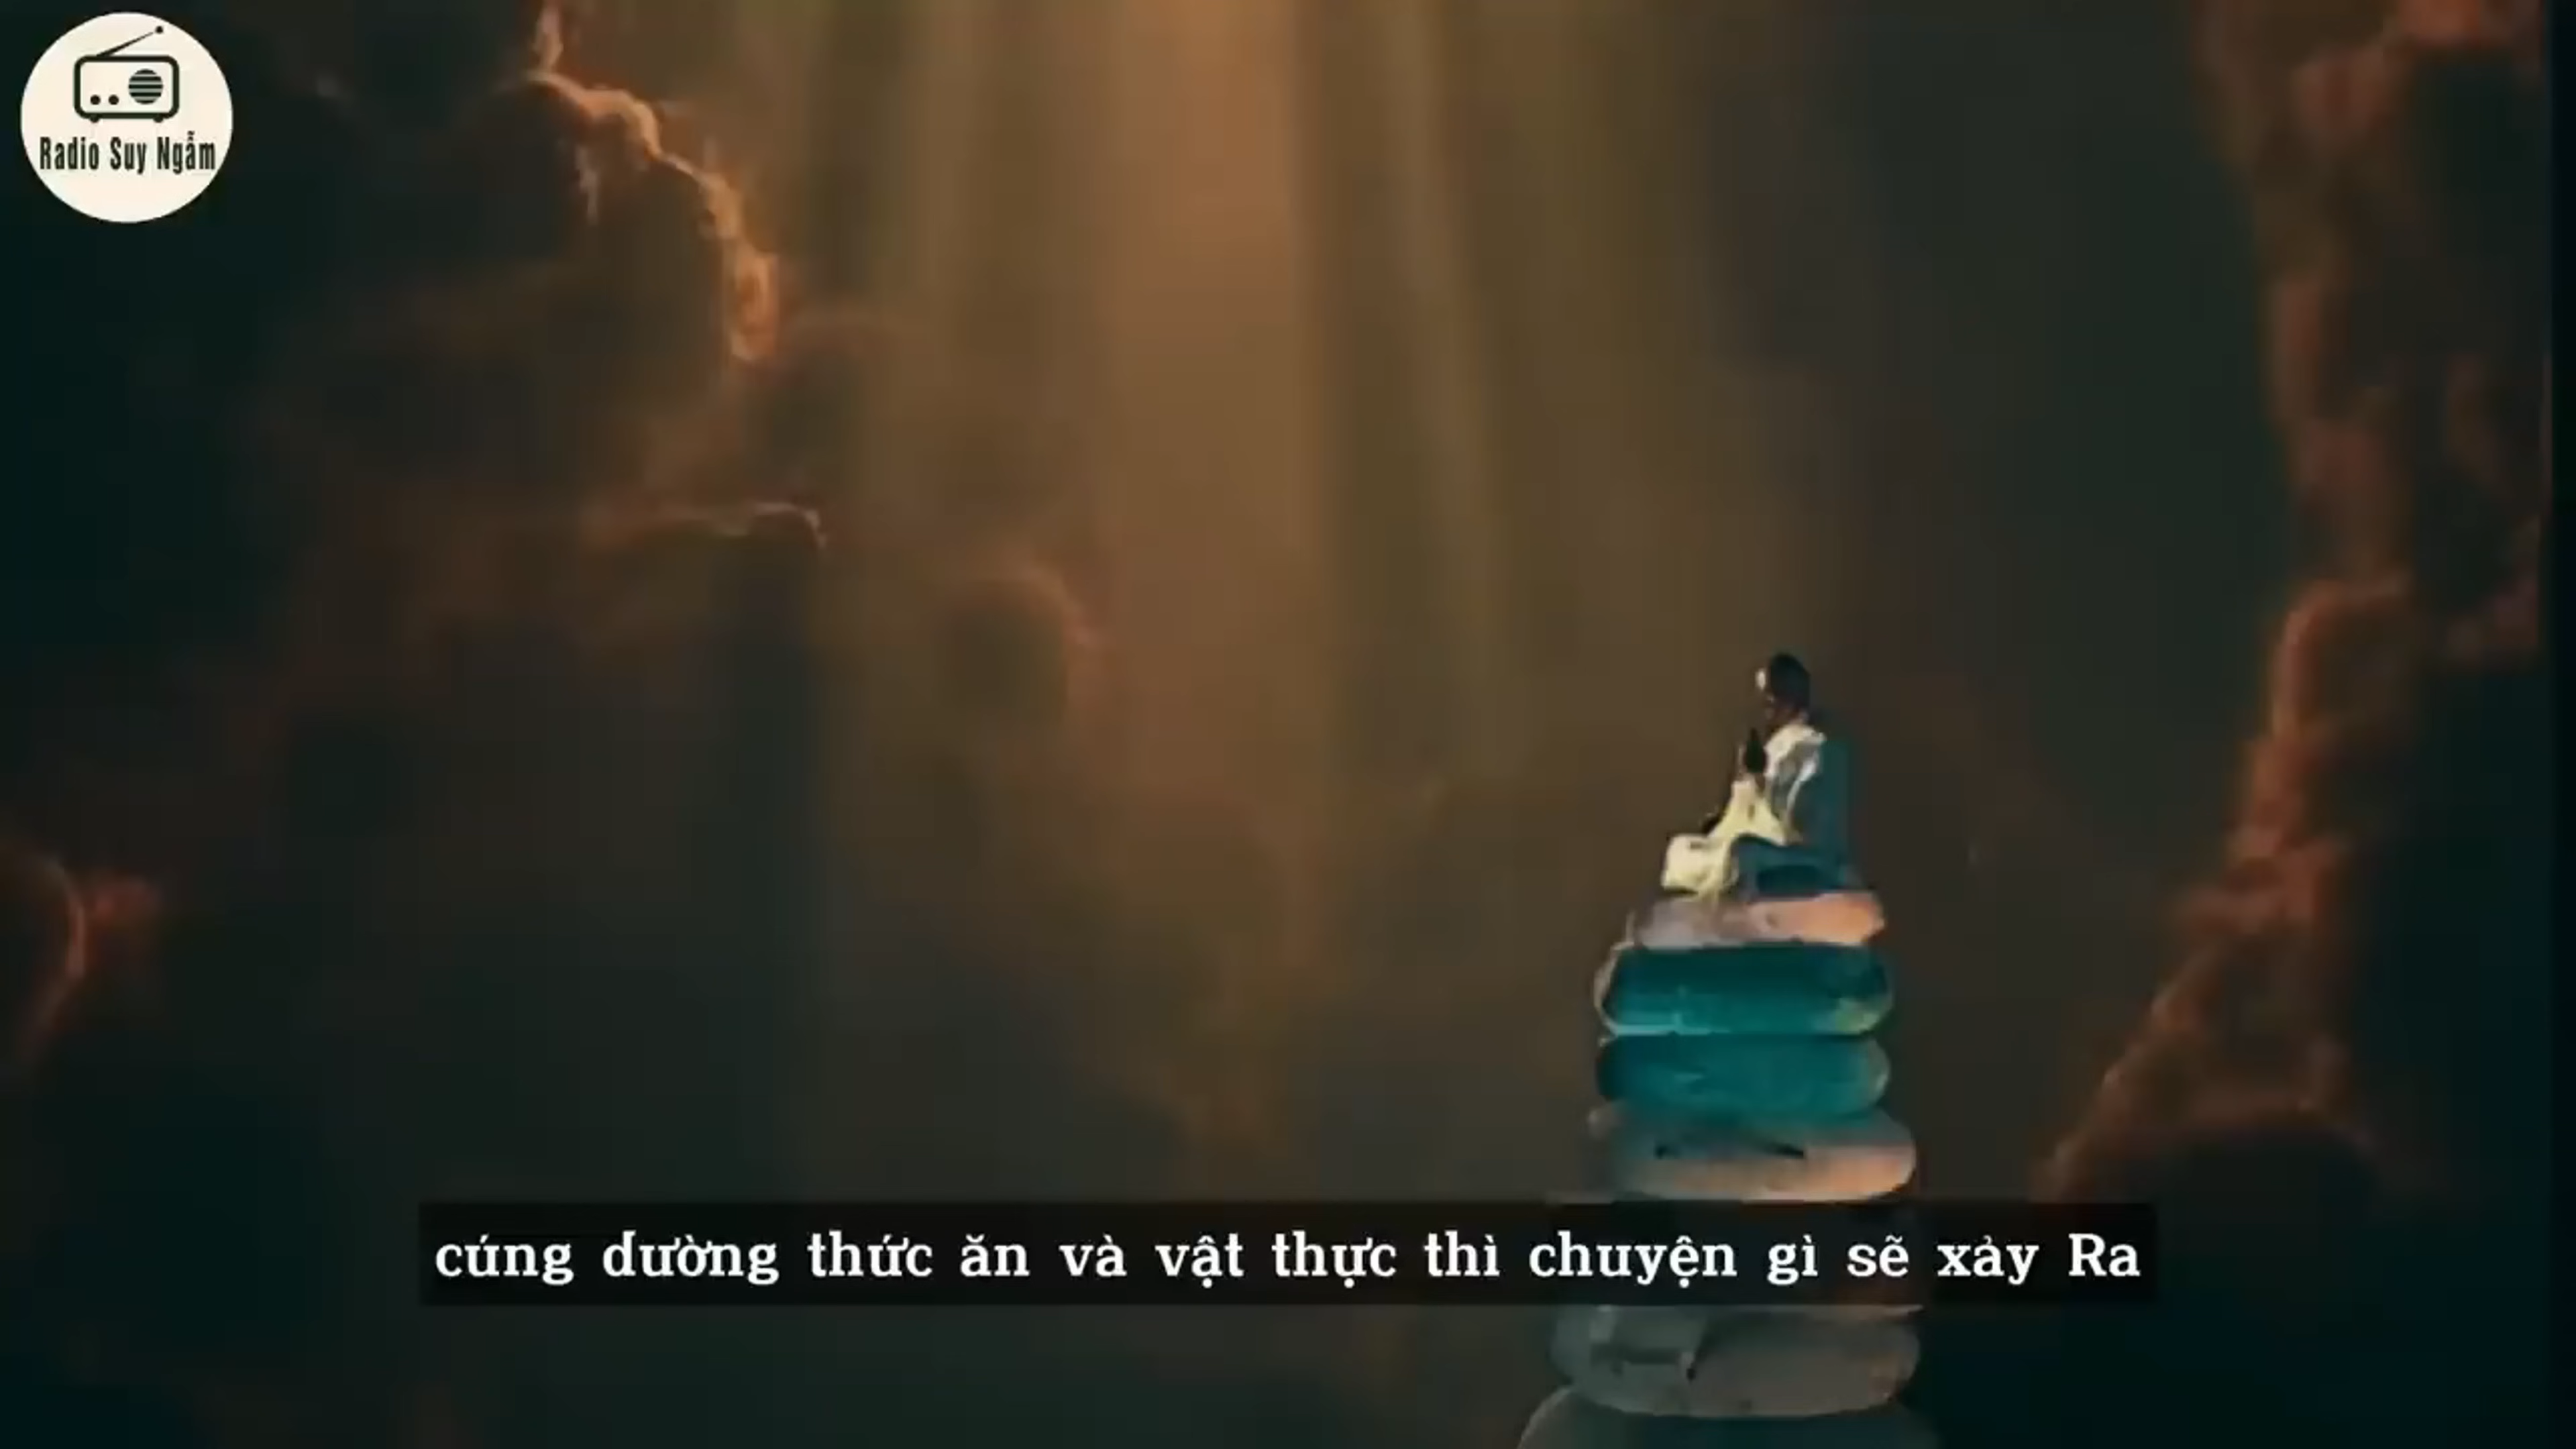 Radio Suy Ngẫm
cúng dường thức ăn và vật thực thì chuyện gì sẽ xảy Ra